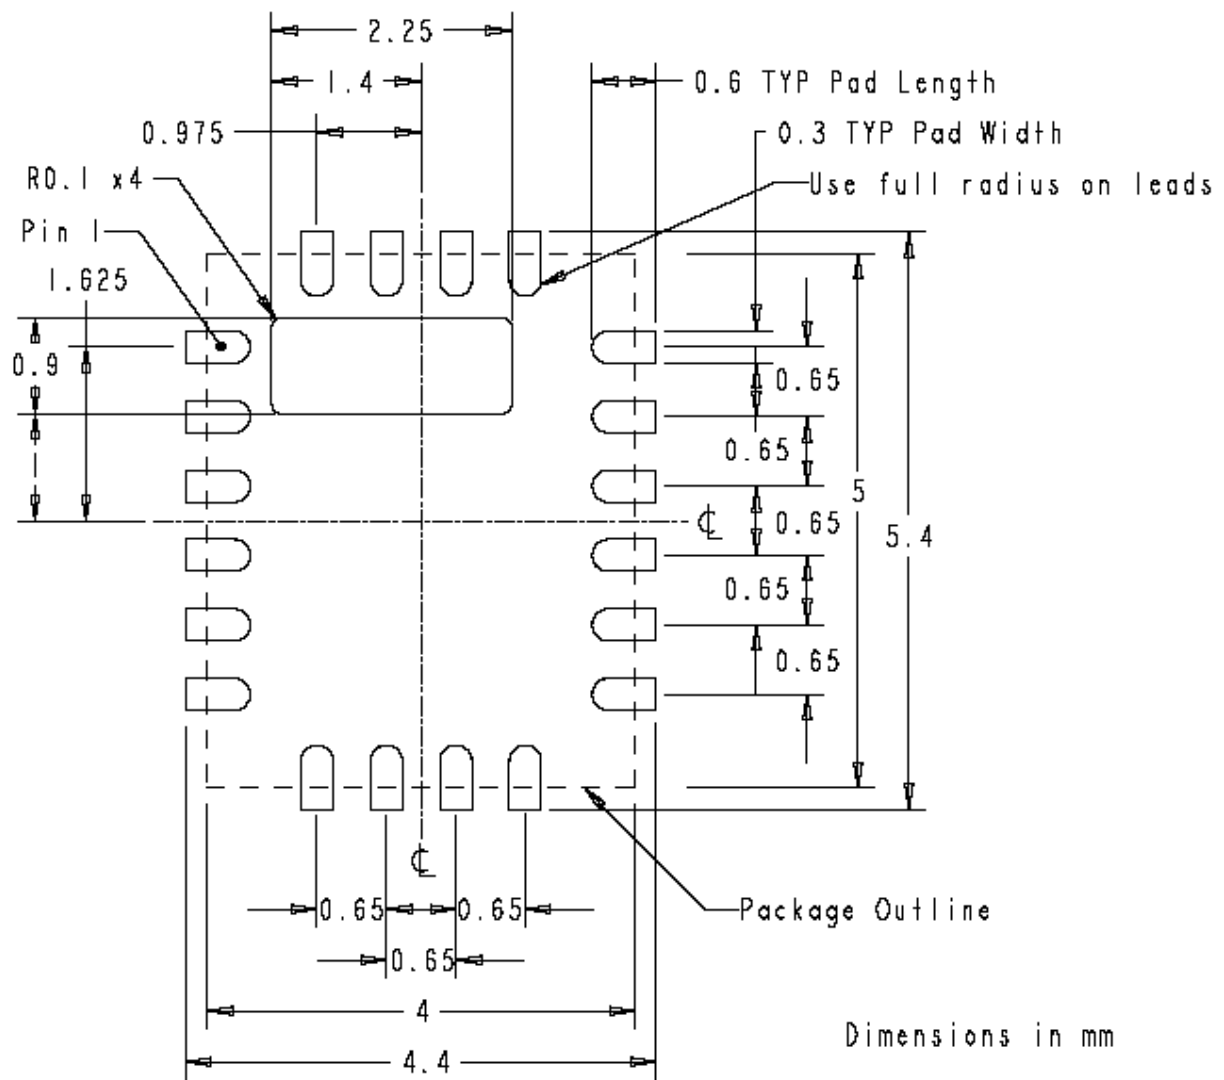 2.25
1.4
0.6 TYP Pad Length
0.975
0.3 TYP Pad Width
R0.1 x4
Use full radius on leads
Pin 1
1.625
0.9
0.65
0.65
5
0.65
5.4
0.65
0.65
0.65
0.65
Package Outline
0.65
4
Dimensions in mm
4.4